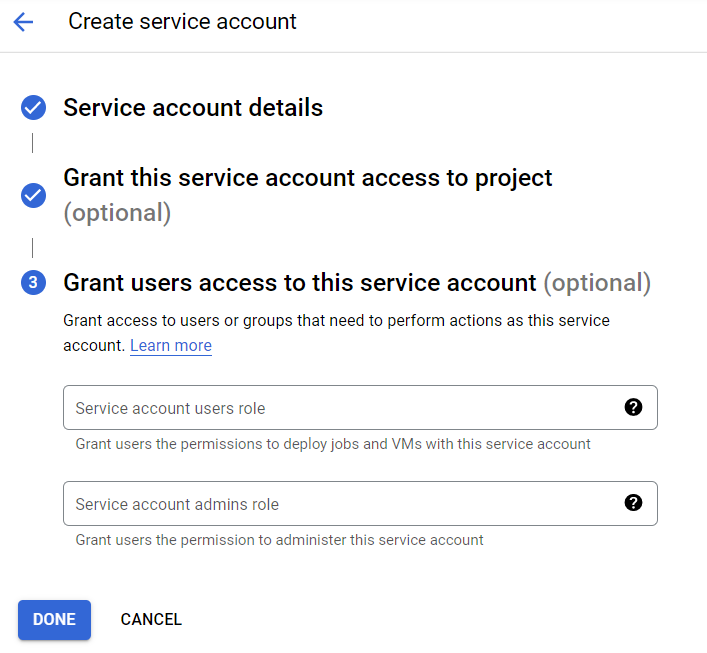 Create service account
Service account details
Grant this service account access to project
(optional)
3
Grant users access to this service account (optional)
Grant access to users or groups that need to perform actions as this service
account. Learn more
Service account users role
?
Grant users the permissions to deploy jobs and VMs with this service account
Service account admins role
?
Grant users the permission to administer this service account
DONE CANCEL